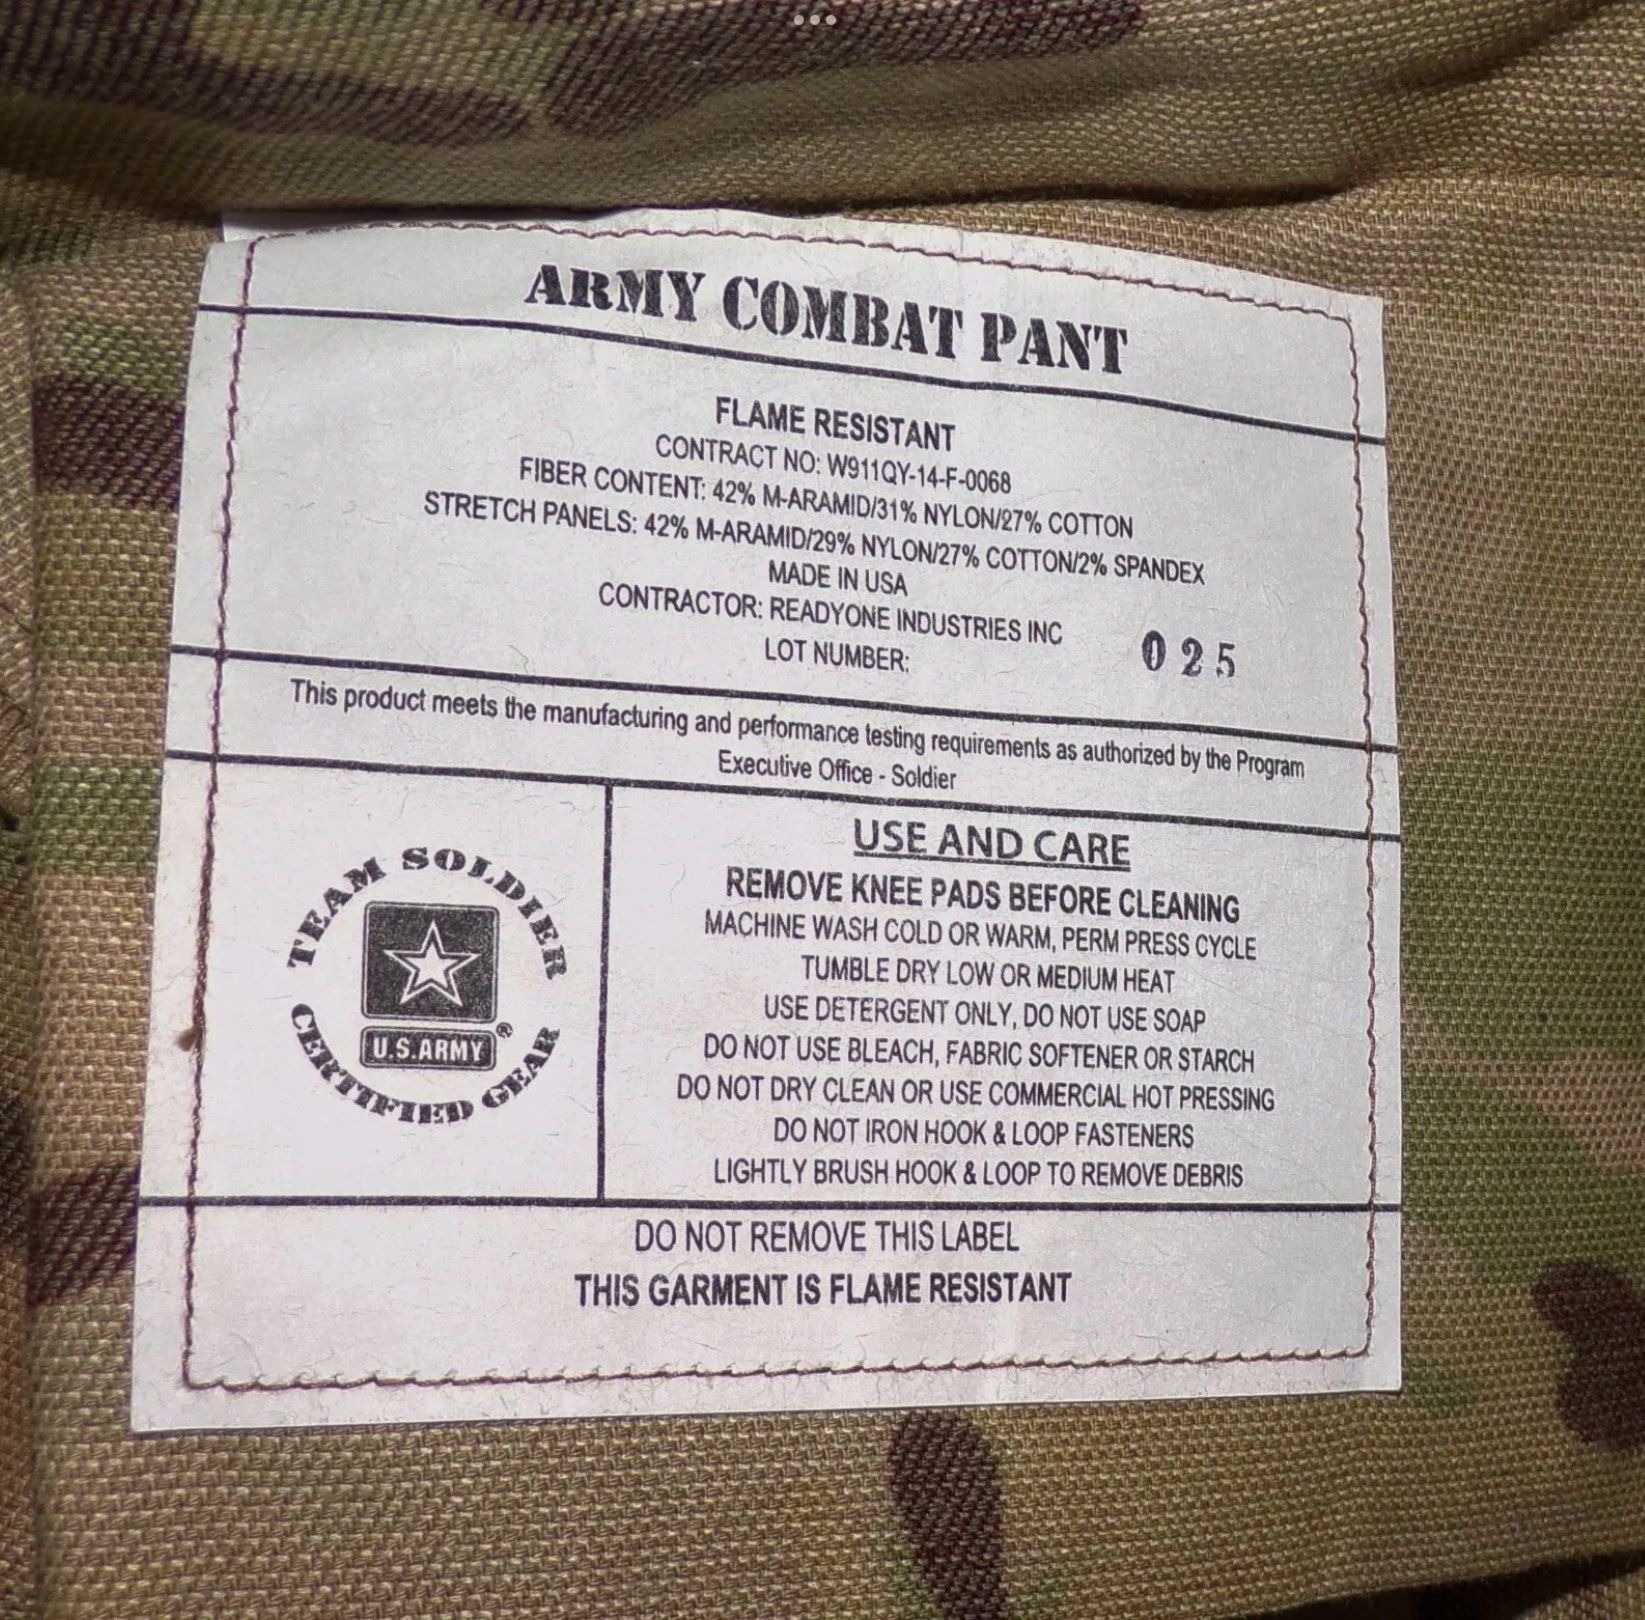 ARMY COMBAT PANT
FLAME RESISTANT
CONTRACT NO: W911QY-14-F-0068
FIBER CONTENT: 42% M-ARAMID/31% NYLON/27% COTTON
STRETCH PANELS: 42% M-ARAMID/29% NYLON/27% COTTON/2% SPANDEX
MADE IN USA
CONTRACTOR: READYONE INDUSTRIES INC
LOT NUMBER: 025
This product meets the manufacturing and performance testing requirements as authorized by the Program
Executive Office - Soldier
TEAM SOLDIER
U.S.ARMY®
CERTIFIED GEAR
USE AND CARE
REMOVE KNEE PADS BEFORE CLEANING
MACHINE WASH COLD OR WARM, PERM PRESS CYCLE
TUMBLE DRY LOW OR MEDIUM HEAT
USE DETERGENT ONLY, DO NOT USE SOAP
DO NOT USE BLEACH, FABRIC SOFTENER OR STARCH
DO NOT DRY CLEAN OR USE COMMERCIAL HOT PRESSING
DO NOT IRON HOOK & LOOP FASTENERS
LIGHTLY BRUSH HOOK & LOOP TO REMOVE DEBRIS
DO NOT REMOVE THIS LABEL
THIS GARMENT IS FLAME RESISTANT